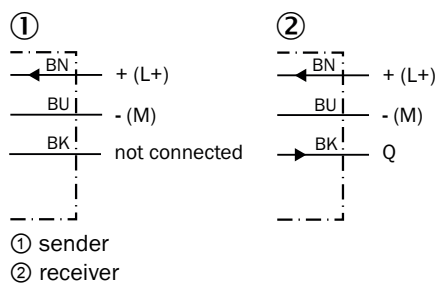 ① ②
BN + (L+) BN + (L+)
BU - (M) BU - (M)
BK not connected BK Q
① sender
② receiver